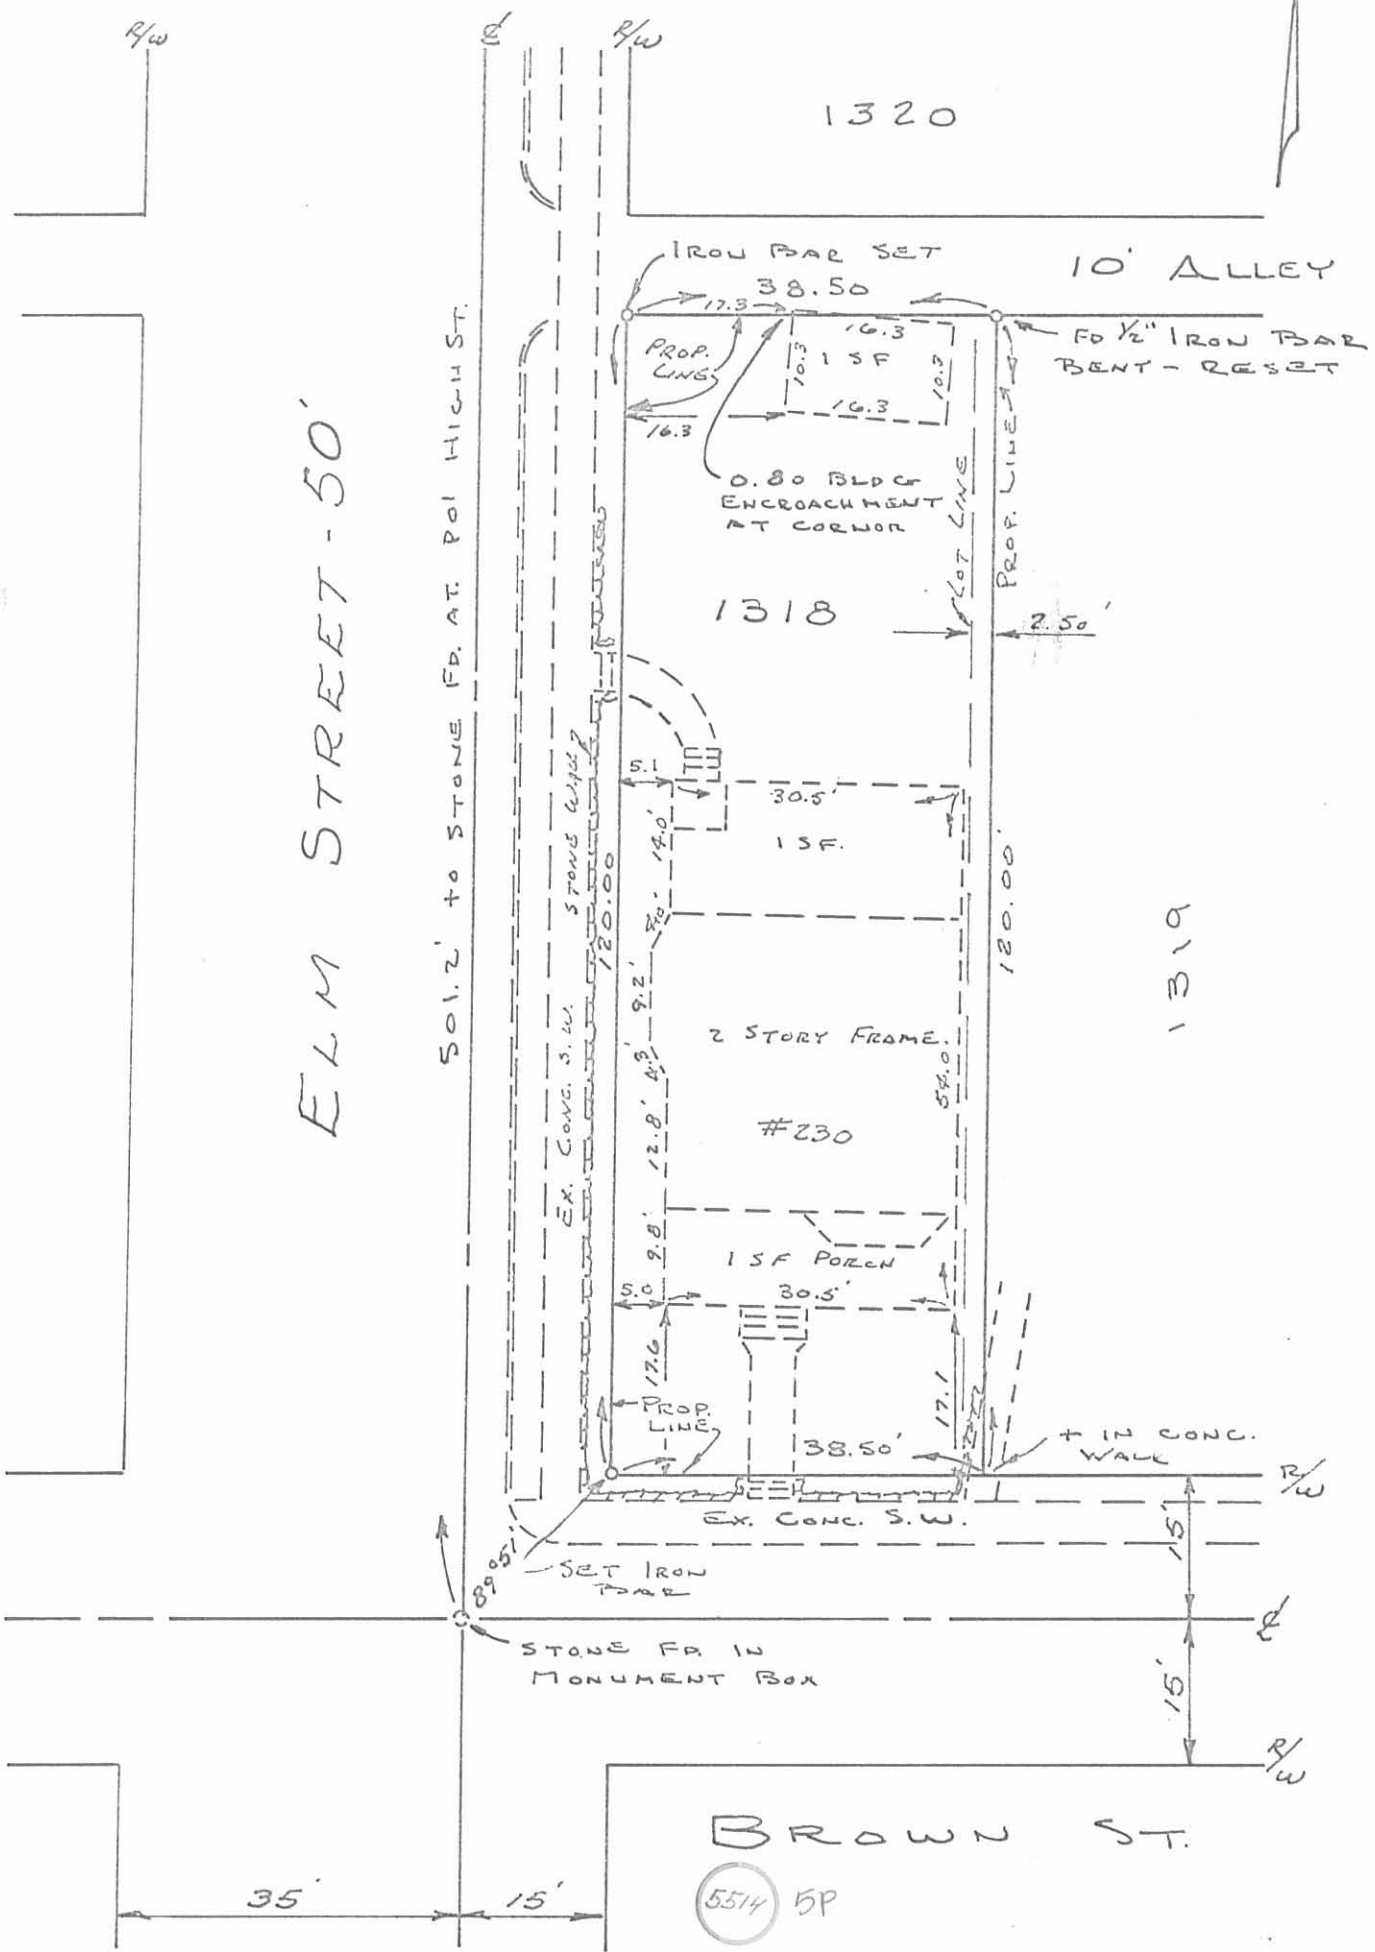 R/W
℄
R/W
1320
IRON BAR SET
10' ALLEY
38.50
17.3
16.3
1 SF
10.3
10.3
16.3
PROP.
LINE
16.3
FD 1/2" IRON BAR
BENT - RESET
0.80 BLDG
ENCROACHMENT
AT CORNOR
LOT LINE
PROP. LINE
ELM STREET - 50'
501.2' to STONE FD. AT. POI HIGH ST.
1318
2.50'
STONE WALL
5.1
30.5'
14.0'
1 SF.
120.00
120.00'
9.2'
2 STORY FRAME.
1319
4.3'
54.0
EX. CONC. S.W.
12.8'
#230
9.8'
1 SF PORCH
5.0
30.5'
17.6
17.1
PROP.
LINE
38.50'
+ IN CONC.
WALL
R/W
EX. CONC. S.W.
15'
89°51'
SET IRON
BAR
℄
STONE FD. IN
MONUMENT BOX
15'
R/W
BROWN ST.
35'
15'
5514 5P